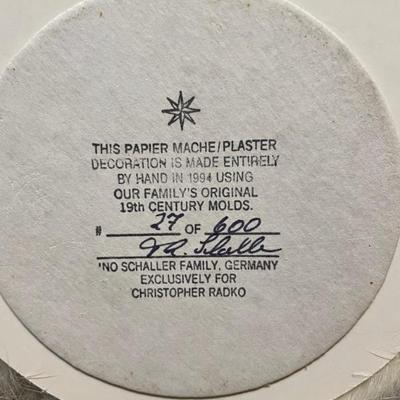 THIS PAPIER MACHE/PLASTER
DECORATION IS MADE ENTIRELY
BY HAND IN 1994 USING
OUR FAMILY'S ORIGINAL
19th CENTURY MOLDS.
# 27 OF 600
Schaller
'NO SCHALLER FAMILY, GERMANY
EXCLUSIVELY FOR
CHRISTOPHER RADKO